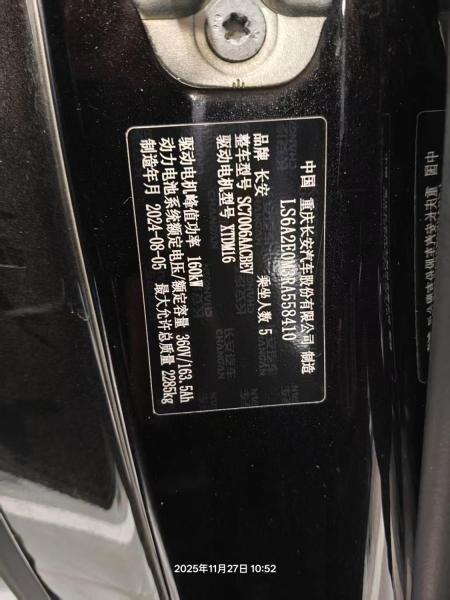 中国 重庆长安汽车股份有限公司 制造
品牌 长安 乘坐人数 5
整车型号 SC7006AACBEV
驱动电机型号 XTDM16
驱动电机峰值功率 160kW
动力电池系统额定电压/额定容量 360V/163.5Ah
制造年月 2024-08-05 最大允许总质量 2285kg
2025年11月27日 10:52